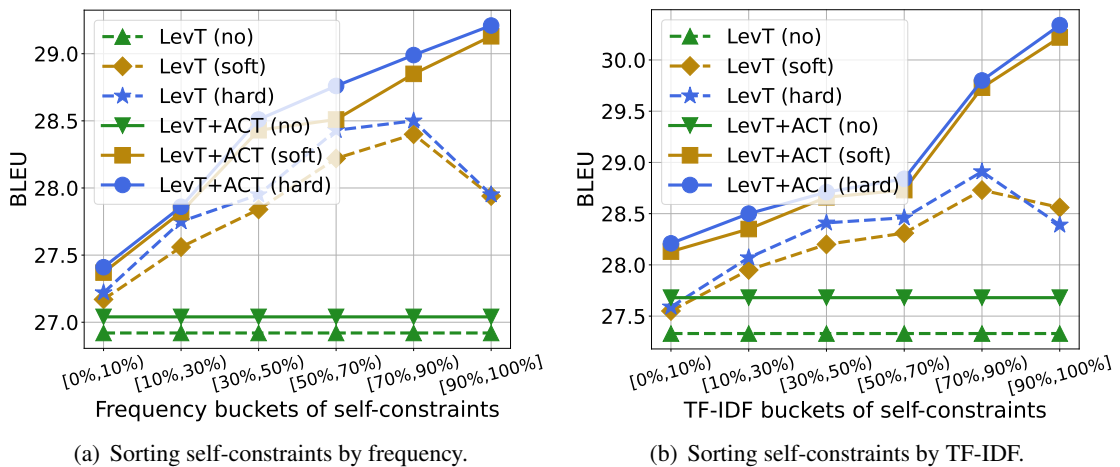 29.0
28.5
28.0
27.5
27.0
BLEU
LevT (no)
LevT (soft)
LevT (hard)
LevT+ACT (no)
LevT+ACT (soft)
LevT+ACT (hard)
[0%,10%)
[10%,30%)
[30%,50%)
[50%,70%)
[70%,90%)
[90%,100%]
Frequency buckets of self-constraints
(a) Sorting self-constraints by frequency.
30.0
29.5
29.0
28.5
28.0
27.5
BLEU
LevT (no)
LevT (soft)
LevT (hard)
LevT+ACT (no)
LevT+ACT (soft)
LevT+ACT (hard)
[0%,10%)
[10%,30%)
[30%,50%)
[50%,70%)
[70%,90%)
[90%,100%]
TF-IDF buckets of self-constraints
(b) Sorting self-constraints by TF-IDF.